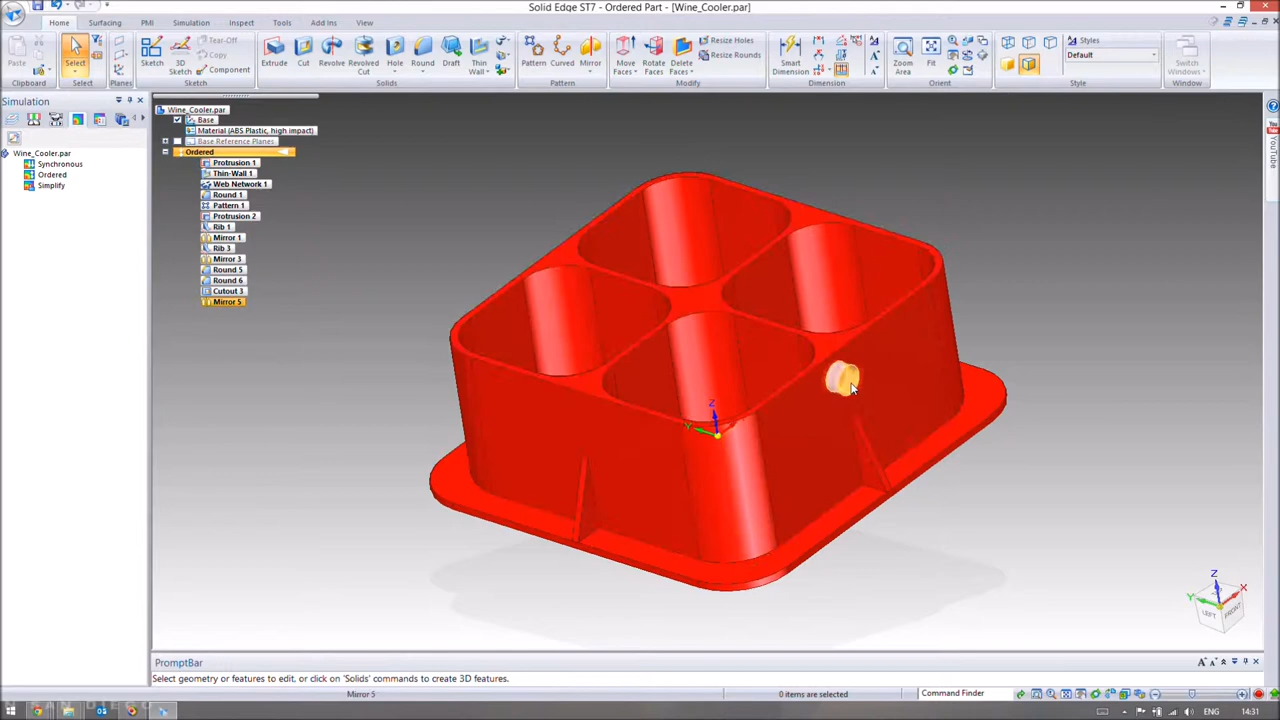 Solid Edge ST7 - Ordered Part - [Wine_Cooler.par]
Home Surfacing PMI Simulation Inspect Tools Add Ins View
Paste
Clipboard
Select
Select
Planes
Sketch
3D Sketch
Tear-Off
Copy
Component
Sketch
Extrude
Cut
Revolve
Revolved Cut
Hole
Round
Draft
Thin Wall
Solids
Pattern
Curved
Mirror
Pattern
Move Faces
Rotate Faces
Delete Faces
Resize Holes
Resize Rounds
Modify
Smart Dimension
Dimension
Zoom Area
Fit
Orient
Styles
Default
Style
Switch Windows
Window
Simulation
Wine_Cooler.par
Synchronous
Ordered
Simplify
Wine_Cooler.par
Base
Material (ABS Plastic, high impact)
Base Reference Planes
Ordered
Protrusion 1
Thin-Wall 1
Web Network 1
Round 1
Pattern 1
Protrusion 2
Rib 1
Mirror 1
Rib 3
Mirror 3
Round 5
Round 6
Cutout 3
Mirror 5
Z
Y
Z
Y
X
LEFT
FRONT
YouTube
PromptBar
Select geometry or features to edit, or click on 'Solids' commands to create 3D features.
Mirror 5
0 items are selected
Command Finder
ENG
14:31